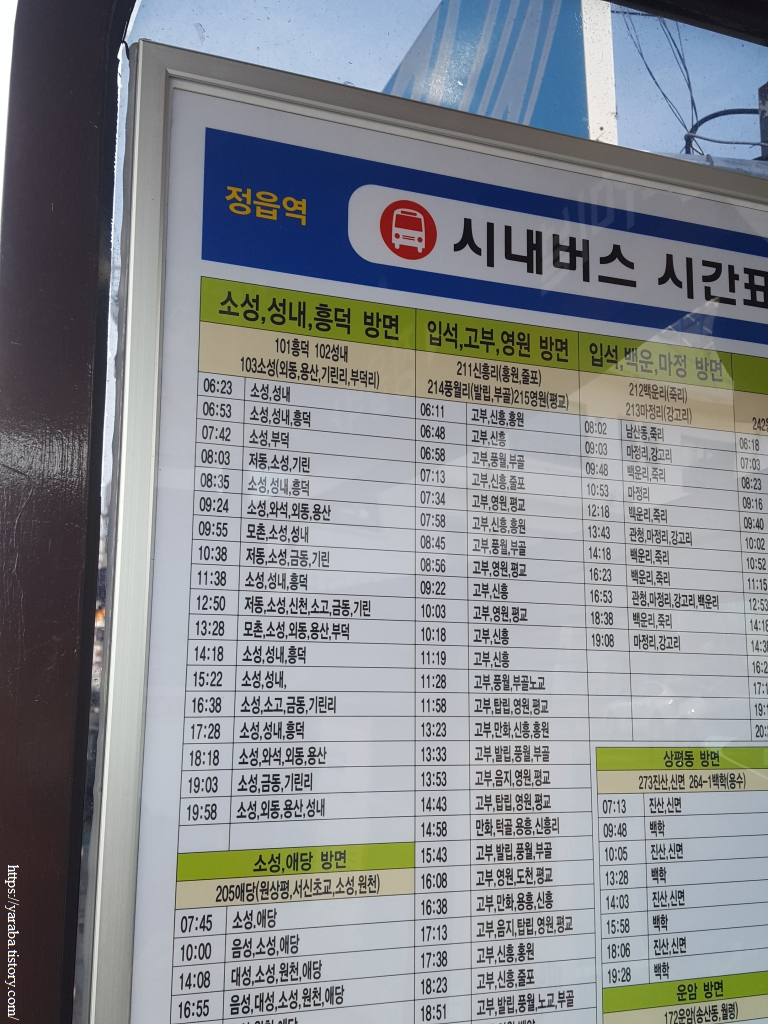 정읍역
시내버스 시간표
소성,성내,흥덕 방면
101흥덕 102성내
103소성(외동,용산,기린리,부덕리)
06:23 소성,성내
06:53 소성,성내,흥덕
07:42 소성,부덕
08:03 저동,소성,기린
08:35 소성,성내,흥덕
09:24 소성,와석,외동,용산
09:55 모촌,소성,성내
10:38 저동,소성,금동,기린
11:38 소성,성내,흥덕
12:50 저동,소성,신천,소고,금동,기린
13:28 모촌,소성,외동,용산,부덕
14:18 소성,성내,흥덕
15:22 소성,성내,
16:38 소성,소고,금동,기린리
17:28 소성,성내,흥덕
18:18 소성,와석,외동,용산
19:03 소성,금동,기린리
19:58 소성,외동,용산,성내
소성,애당 방면
205애당(원상평,서신초교,소성,원천)
07:45 소성,애당
10:00 음성,소성,애당
14:08 대성,소성,원천,애당
16:55 음성,대성,소성,원천,애당
입석,고부,영원 방면
211신흥리(흥원,줄포)
214풍월리(발립,부골)215영원(평교)
06:11 고부,신흥,흥원
06:48 고부,신흥
06:58 고부,풍월,부골
07:13 고부,신흥,줄포
07:34 고부,영원,평교
07:58 고부,신흥,흥원
08:45 고부,풍월,부골
08:56 고부,영원,평교
09:22 고부,신흥
10:03 고부,영원,평교
10:18 고부,신흥
11:19 고부,신흥
11:28 고부,풍월,부골노교
11:58 고부,탑립,영원,평교
13:23 고부,만화,신흥,흥원
13:33 고부,발립,풍월,부골
13:53 고부,음지,영원,평교
14:43 고부,탑립,영원,평교
14:58 만화,턱골,용흥,신흥리
15:43 고부,발립,풍월,부골
16:08 고부,영원,도천,평교
16:38 고부,만화,용흥,신흥
17:13 고부,음지,탑립,영원,평교
17:38 고부,신흥,흥원
18:23 고부,신흥,줄포
18:51 고부,발립,풍월,노교,부골
입석,백운,마정 방면
212백운리(죽리)
213마정리(강고리)
08:02 남산동,죽리
09:03 마정리,강고리
09:48 백운리,죽리
10:53 마정리
12:18 백운리,죽리
13:43 관청,마정리,강고리
14:18 백운리,죽리
16:23 백운리,죽리
16:53 관청,마정리,강고리,백운리
18:38 백운리,죽리
19:08 마정리,강고리
상평동 방면
273진산,신면 264-1백학(용수)
07:13 진산,신면
09:48 백학
10:05 진산,신면
13:28 백학
14:03 진산,신면
15:58 백학
18:06 진산,신면
19:28 백학
운암 방면
172운암(송산동,월령)
06:18
07:03
08:23
09:16
09:40
10:02
10:52
11:15
12:53
14:18
https://yaraba.tistory.com/